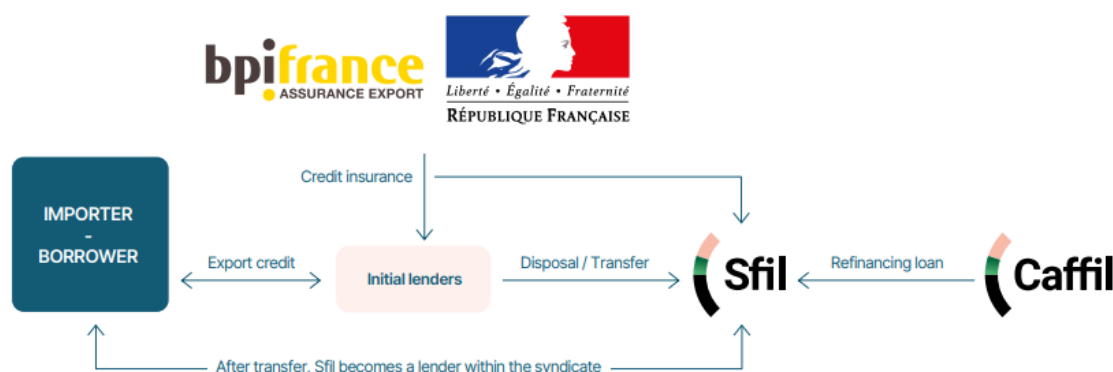 bpifrance
ASSURANCE EXPORT
Liberté • Égalité • Fraternité
RÉPUBLIQUE FRANÇAISE
Credit insurance
IMPORTER
-
BORROWER
Export credit
Initial lenders
Disposal / Transfer
Sfil
Refinancing loan
Caffil
After transfer, Sfil becomes a lender within the syndicate